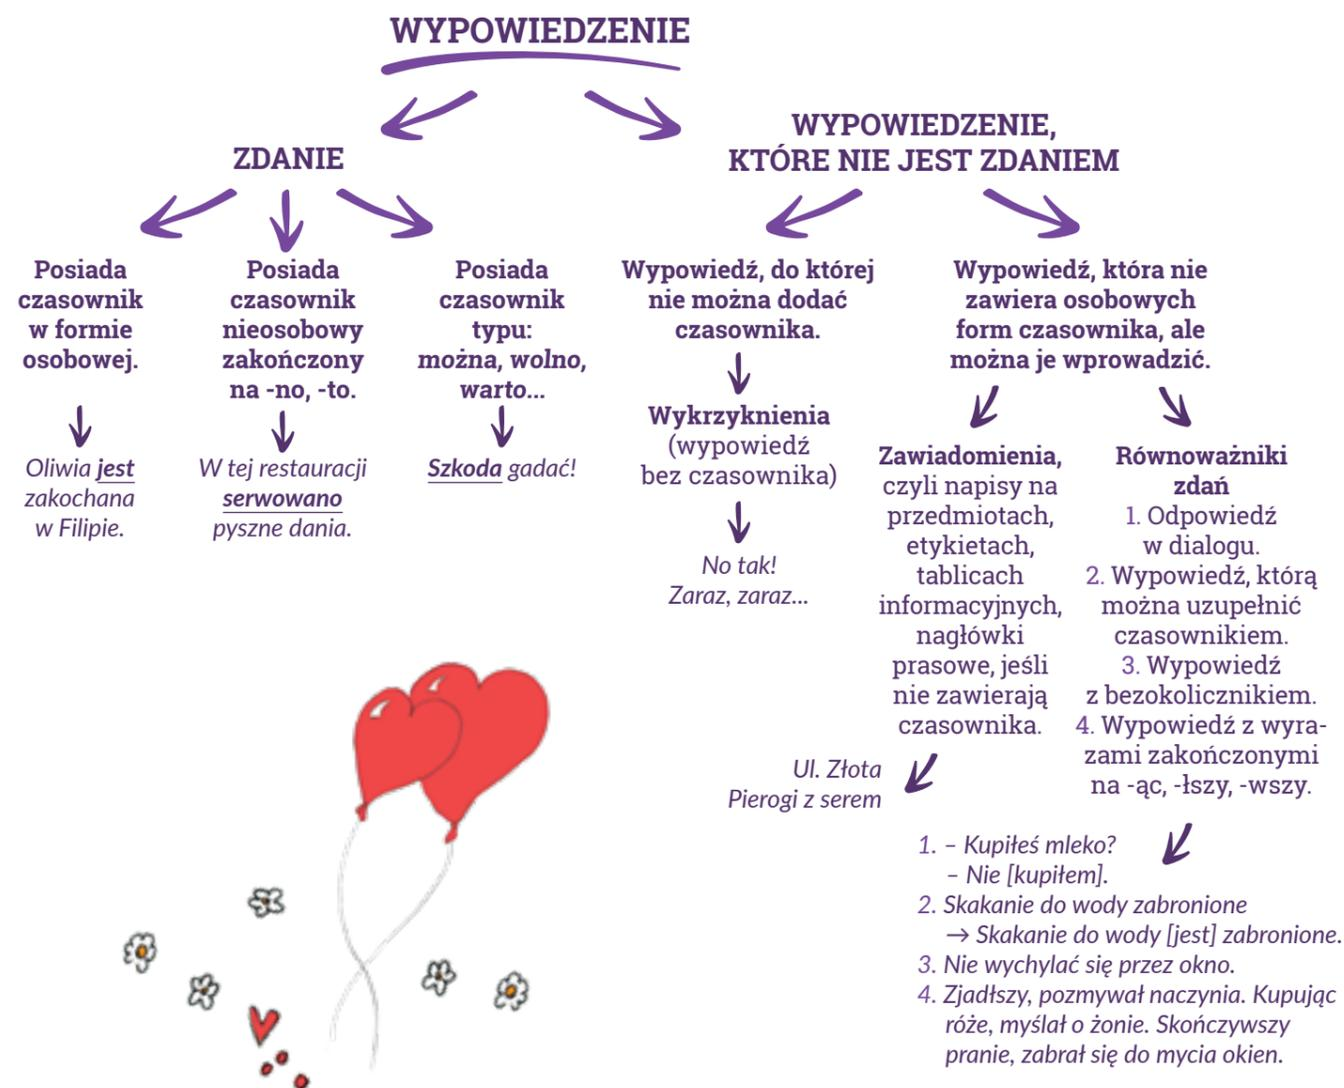 WYPOWIEDZENIE
ZDANIE
Posiada
czasownik
w formie
osobowej.
Oliwia jest
zakochana
w Filipie.
Posiada
czasownik
nieosobowy
zakończony
na -no, -to.
W tej restauracji
serwowano
pyszne dania.
Posiada
czasownik
typu:
można, wolno,
warto...
Szkoda gadać!
WYPOWIEDZENIE,
KTÓRE NIE JEST ZDANIEM
Wypowiedź, do której
nie można dodać
czasownika.
Wykrzyknienia
(wypowiedź
bez czasownika)
No tak!
Zaraz, zaraz...
Wypowiedź, która nie
zawiera osobowych
form czasownika, ale
można je wprowadzić.
Zawiadomienia,
czyli napisy na
przedmiotach,
etykietach,
tablicach
informacyjnych,
nagłówki
prasowe, jeśli
nie zawierają
czasownika.
Ul. Złota
Pierogi z serem
Równoważniki
zdań
1. Odpowiedź
w dialogu.
2. Wypowiedź, którą
można uzupełnić
czasownikiem.
3. Wypowiedź
z bezokolicznikiem.
4. Wypowiedź z wyra-
zami zakończonymi
na -ąc, -łszy, -wszy.
1. – Kupiłeś mleko?
– Nie [kupiłem].
2. Skakanie do wody zabronione
→ Skakanie do wody [jest] zabronione.
3. Nie wychylać się przez okno.
4. Zjadłszy, pozmywał naczynia. Kupując
róże, myślał o żonie. Skończywszy
pranie, zabrał się do mycia okien.